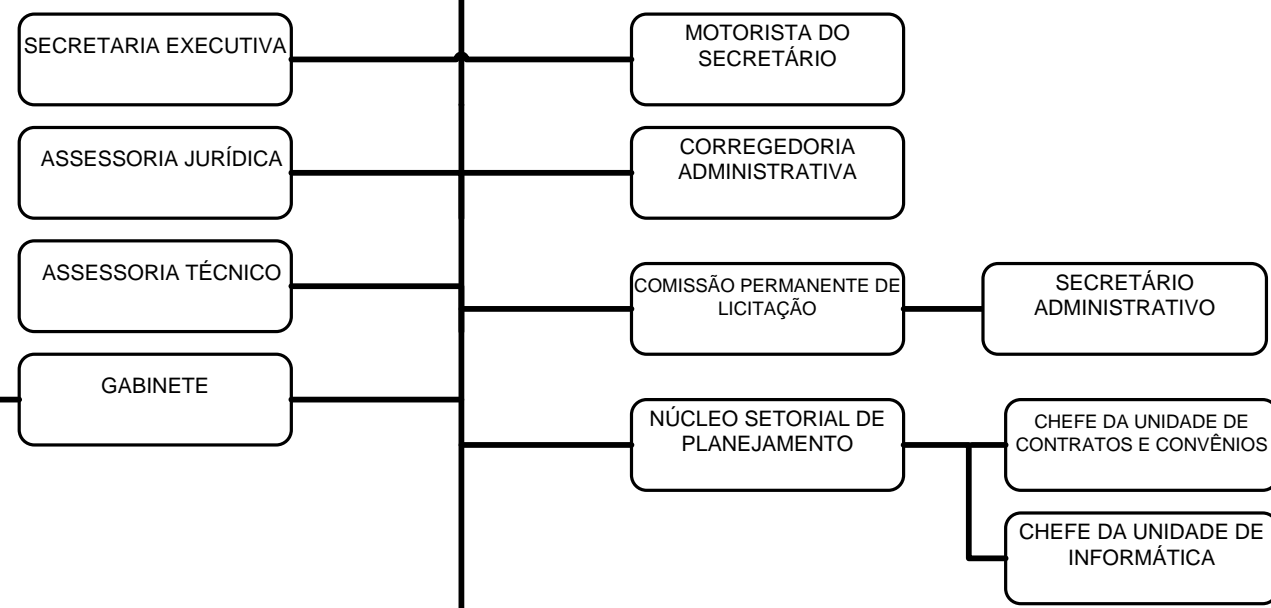 SECRETARIA EXECUTIVA
MOTORISTA DO
SECRETÁRIO
ASSESSORIA JURÍDICA
CORREGEDORIA
ADMINISTRATIVA
ASSESSORIA TÉCNICO
COMISSÃO PERMANENTE DE
LICITAÇÃO
SECRETÁRIO
ADMINISTRATIVO
GABINETE
NÚCLEO SETORIAL DE
PLANEJAMENTO
CHEFE DA UNIDADE DE
CONTRATOS E CONVÊNIOS
CHEFE DA UNIDADE DE
INFORMÁTICA